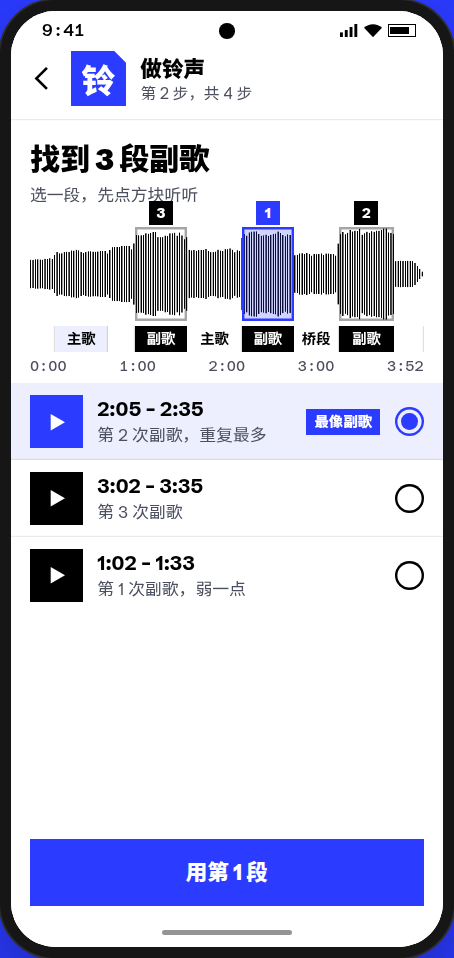 9:41
铃
做铃声
第 2 步，共 4 步
找到 3 段副歌
选一段，先点方块听听
3 1 2
主歌 副歌 主歌 副歌 桥段 副歌
0:00 1:00 2:00 3:00 3:52
2:05 – 2:35
第 2 次副歌，重复最多
最像副歌
3:02 – 3:35
第 3 次副歌
1:02 – 1:33
第 1 次副歌，弱一点
用第 1 段